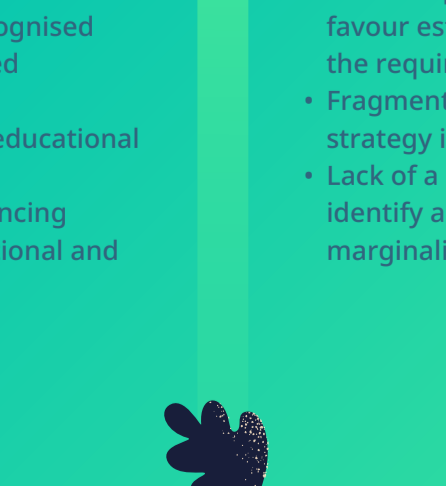 ognised
ed
educational
ncing
ional and
favour es
the requi
• Fragment
strategy i
• Lack of a
identify a
marginali